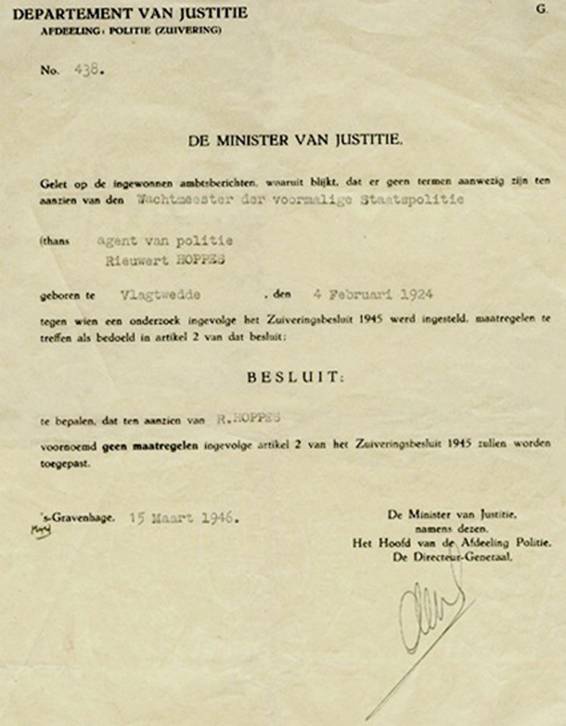 DEPARTEMENT VAN JUSTITIE
G.
AFDEELING: POLITIE (ZUIVERING)
No. 438.
DE MINISTER VAN JUSTITIE,
Gelet op de ingewonnen ambtsberichten, waaruit blijkt, dat er geen termen aanwezig zijn ten
aanzien van den Wachtmeester der voormalige Staatspolitie
(thans agent van politie
Rieuwert HOPPES
geboren te Vlagtwedde , den 4 Februari 1924
tegen wien een onderzoek ingevolge het Zuiveringsbesluit 1945 werd ingesteld, maatregelen te
treffen als bedoeld in artikel 2 van dat besluit;
BESLUIT:
te bepalen, dat ten aanzien van R.HOPPES
voornoemd geen maatregelen ingevolge artikel 2 van het Zuiveringsbesluit 1945 zullen worden
toegepast.
's-Gravenhage, 15 Maart 1946.
De Minister van Justitie,
namens dezen,
Het Hoofd van de Afdeeling Politie,
De Directeur-Generaal,